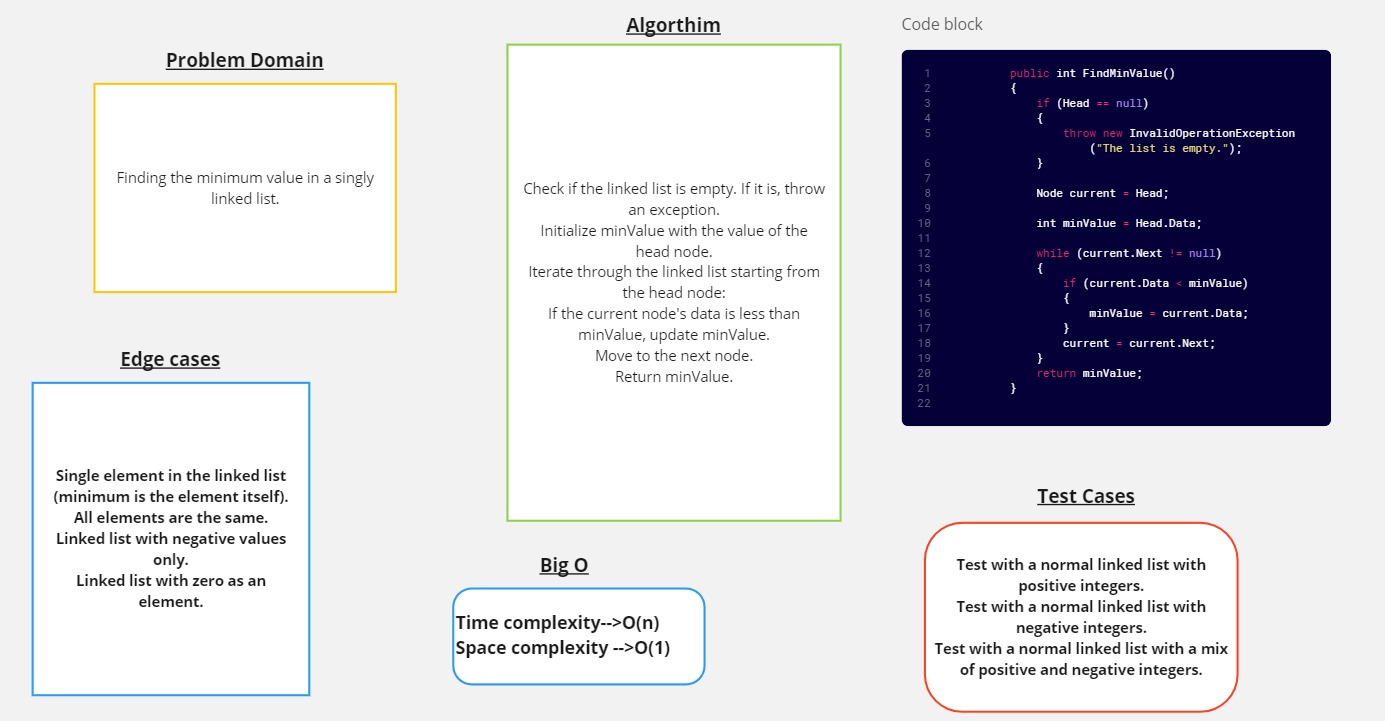 Problem Domain
Finding the minimum value in a singly
linked list.
Edge cases
Single element in the linked list
(minimum is the element itself).
All elements are the same.
Linked list with negative values
only.
Linked list with zero as an
element.
Algorthim
Check if the linked list is empty. If it is, throw
an exception.
Initialize minValue with the value of the
head node.
Iterate through the linked list starting from
the head node:
If the current node's data is less than
minValue, update minValue.
Move to the next node.
Return minValue.
Big O
Time complexity-->O(n)
Space complexity -->O(1)
Code block
1 public int FindMinValue()
2 {
3 if (Head == null)
4 {
5 throw new InvalidOperationException
("The list is empty.");
6 }
7
8 Node current = Head;
9
10 int minValue = Head.Data;
11
12 while (current.Next != null)
13 {
14 if (current.Data < minValue)
15 {
16 minValue = current.Data;
17 }
18 current = current.Next;
19 }
20 return minValue;
21 }
22
Test Cases
Test with a normal linked list with
positive integers.
Test with a normal linked list with
negative integers.
Test with a normal linked list with a mix
of positive and negative integers.